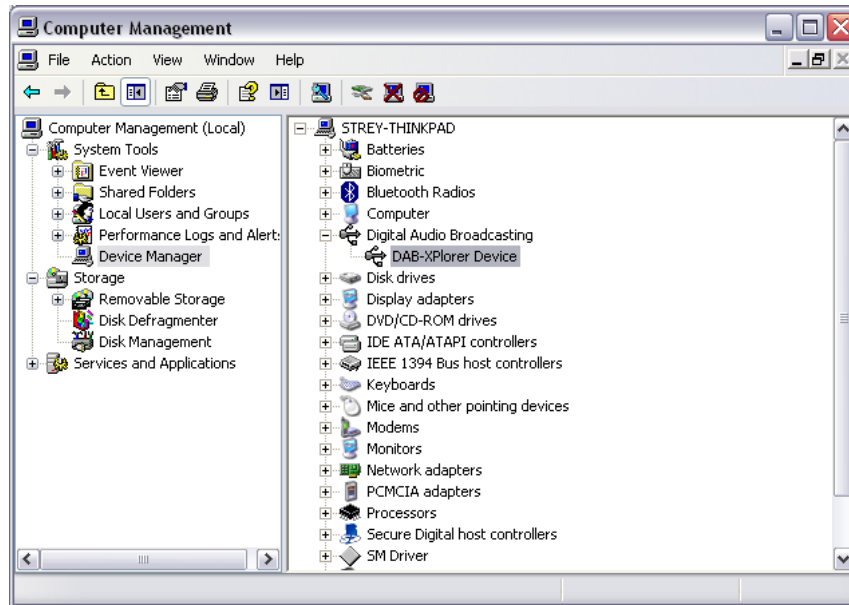 Computer Management
File Action View Window Help
Computer Management (Local)
System Tools
Event Viewer
Shared Folders
Local Users and Groups
Performance Logs and Alert:
Device Manager
Storage
Removable Storage
Disk Defragmenter
Disk Management
Services and Applications
STREY-THINKPAD
Batteries
Biometric
Bluetooth Radios
Computer
Digital Audio Broadcasting
DAB-XPlorer Device
Disk drives
Display adapters
DVD/CD-ROM drives
IDE ATA/ATAPI controllers
IEEE 1394 Bus host controllers
Keyboards
Mice and other pointing devices
Modems
Monitors
Network adapters
PCMCIA adapters
Processors
Secure Digital host controllers
SM Driver